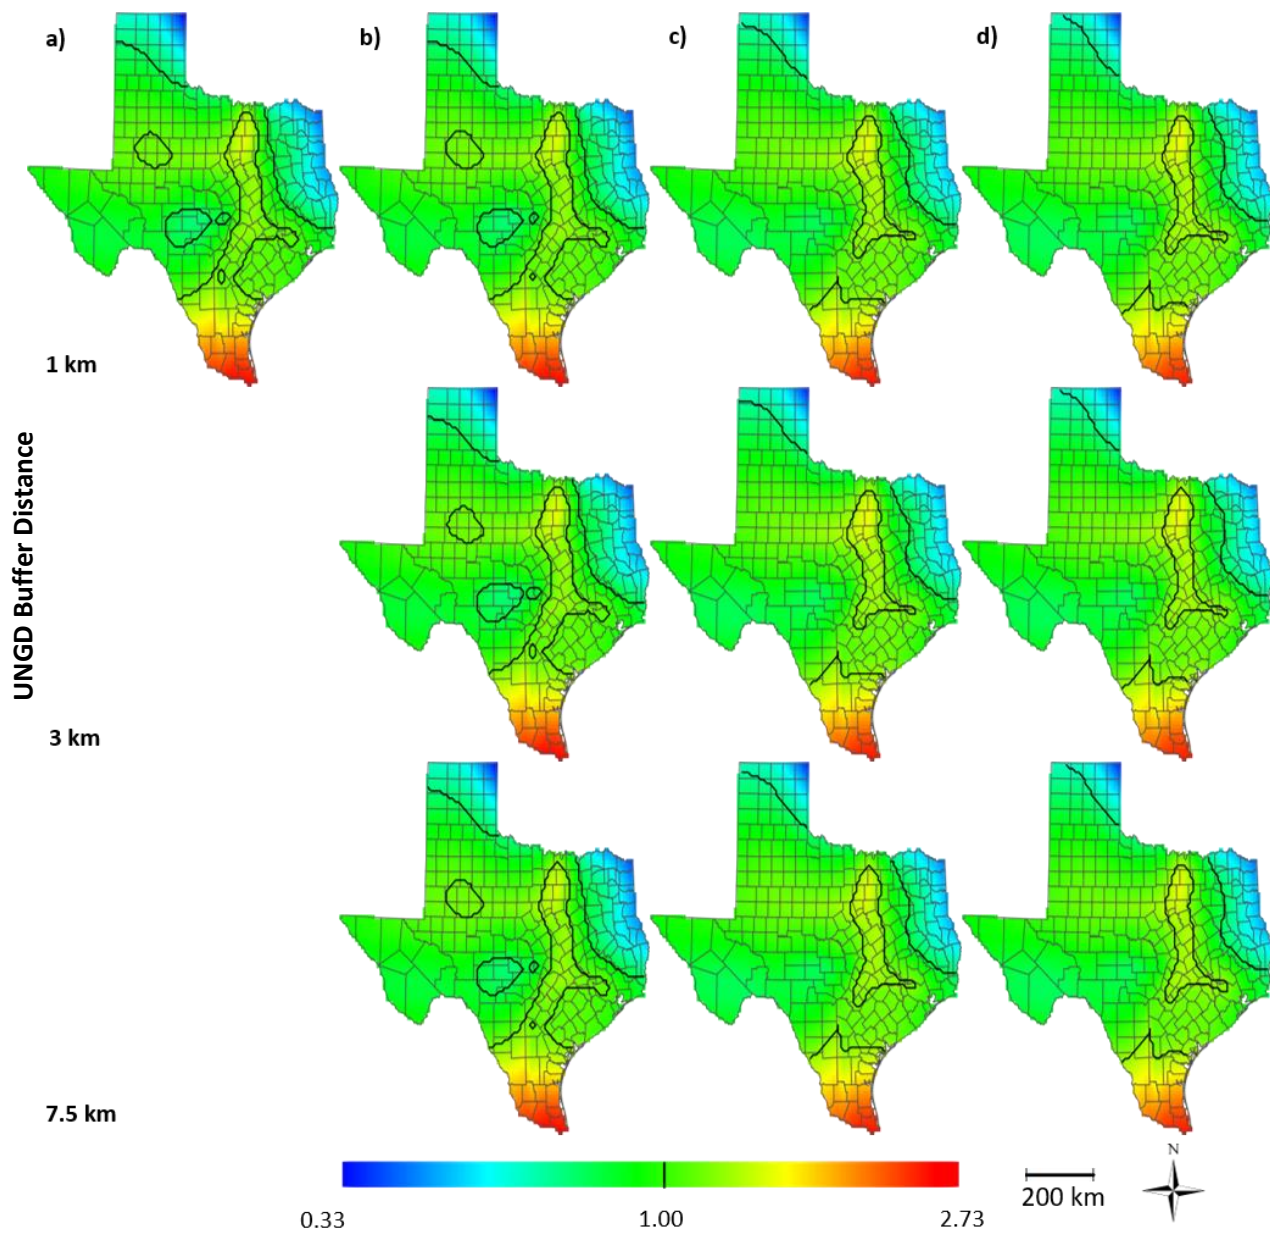 a)
b)
c)
d)
1 km
UNGD Buffer Distance
3 km
7.5 km
N
200 km
0.33
1.00
2.73